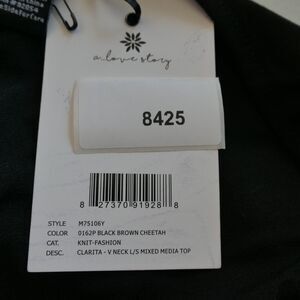 a love story
8425
8 27370 91928 8
STYLE M75106Y
COLOR 0162P BLACK BROWN CHEETAH
CAT. KNIT-FASHION
DESC. CLARITA - V NECK L/S MIXED MEDIA TOP